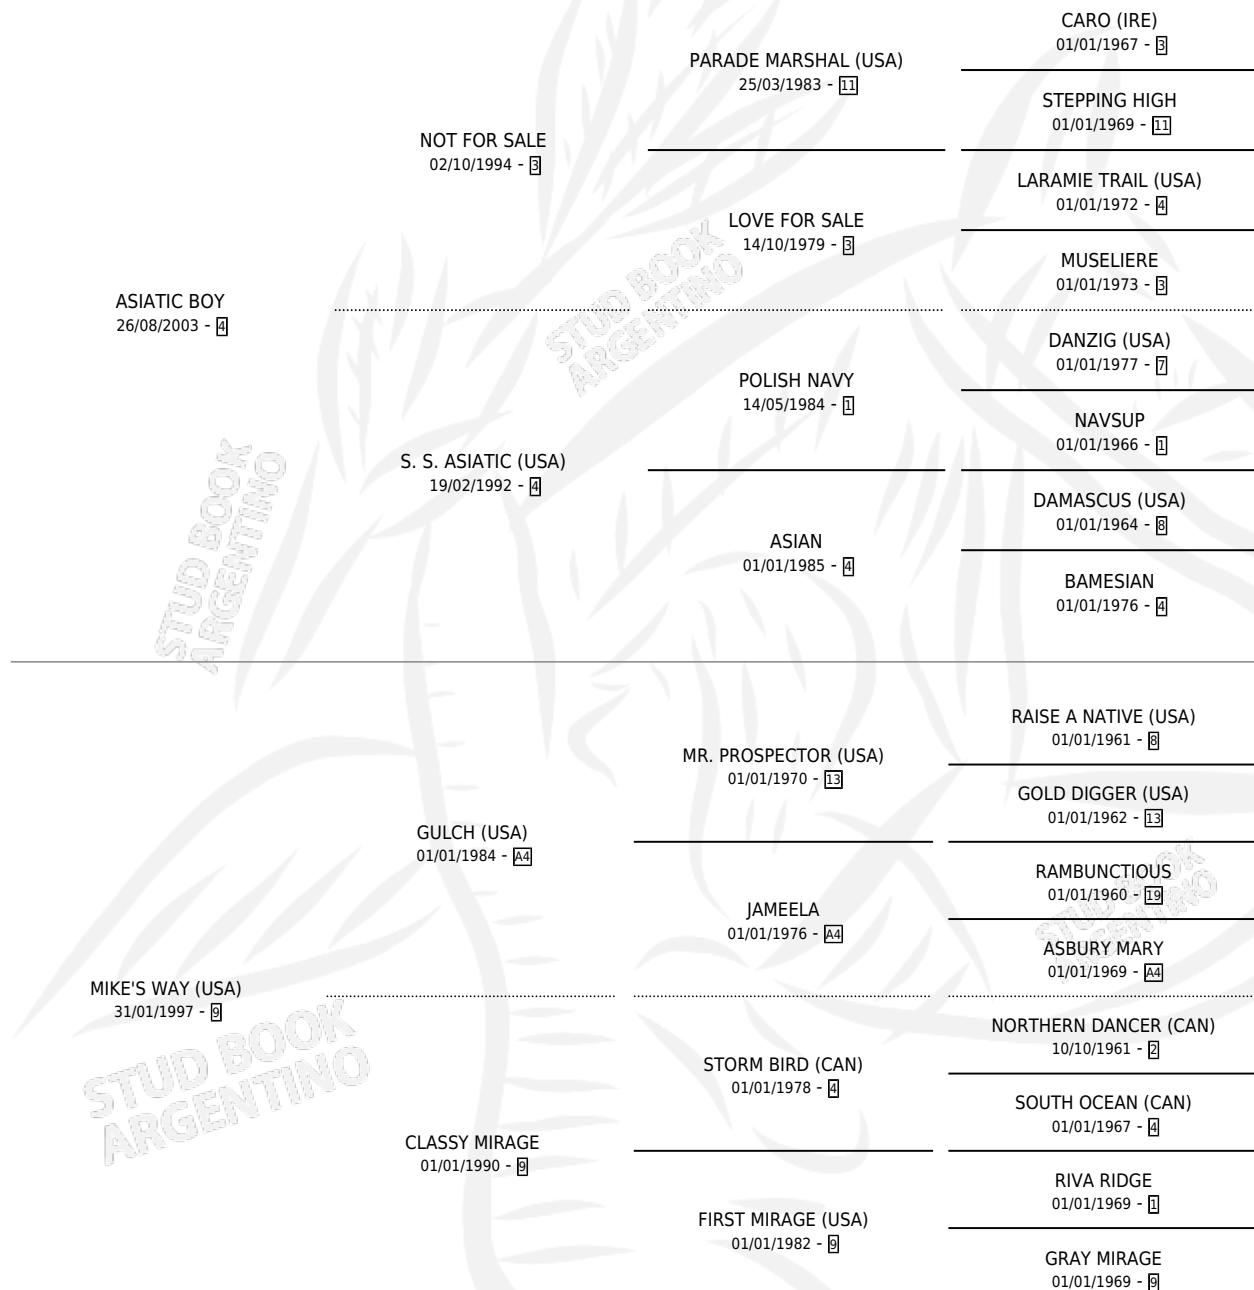 CARO (IRE)
01/01/1967 - 3
PARADE MARSHAL (USA)
25/03/1983 - 11
STEPPING HIGH
01/01/1969 - 11
NOT FOR SALE
02/10/1994 - 3
LARAMIE TRAIL (USA)
01/01/1972 - 4
LOVE FOR SALE
14/10/1979 - 3
MUSELIERE
01/01/1973 - 3
ASIATIC BOY
26/08/2003 - 4
DANZIG (USA)
01/01/1977 - 7
POLISH NAVY
14/05/1984 - 1
NAVSUP
01/01/1966 - 1
S. S. ASIATIC (USA)
19/02/1992 - 4
DAMASCUS (USA)
01/01/1964 - 8
ASIAN
01/01/1985 - 4
BAMESIAN
01/01/1976 - 4
STUD BOOK
ARGENTINO
STUD BOOK
ARGENTINO
RAISE A NATIVE (USA)
01/01/1961 - 8
MR. PROSPECTOR (USA)
01/01/1970 - 13
GOLD DIGGER (USA)
01/01/1962 - 13
GULCH (USA)
01/01/1984 - A4
RAMBUNCTIOUS
01/01/1960 - 19
JAMEELA
01/01/1976 - A4
ASBURY MARY
01/01/1969 - A4
MIKE'S WAY (USA)
31/01/1997 - 9
NORTHERN DANCER (CAN)
10/10/1961 - 2
STORM BIRD (CAN)
01/01/1978 - 4
SOUTH OCEAN (CAN)
01/01/1967 - 4
CLASSY MIRAGE
01/01/1990 - 9
RIVA RIDGE
01/01/1969 - 1
FIRST MIRAGE (USA)
01/01/1982 - 9
GRAY MIRAGE
01/01/1969 - 9
STUD BOOK
ARGENTINO
STUD BOOK
ARGENTINO